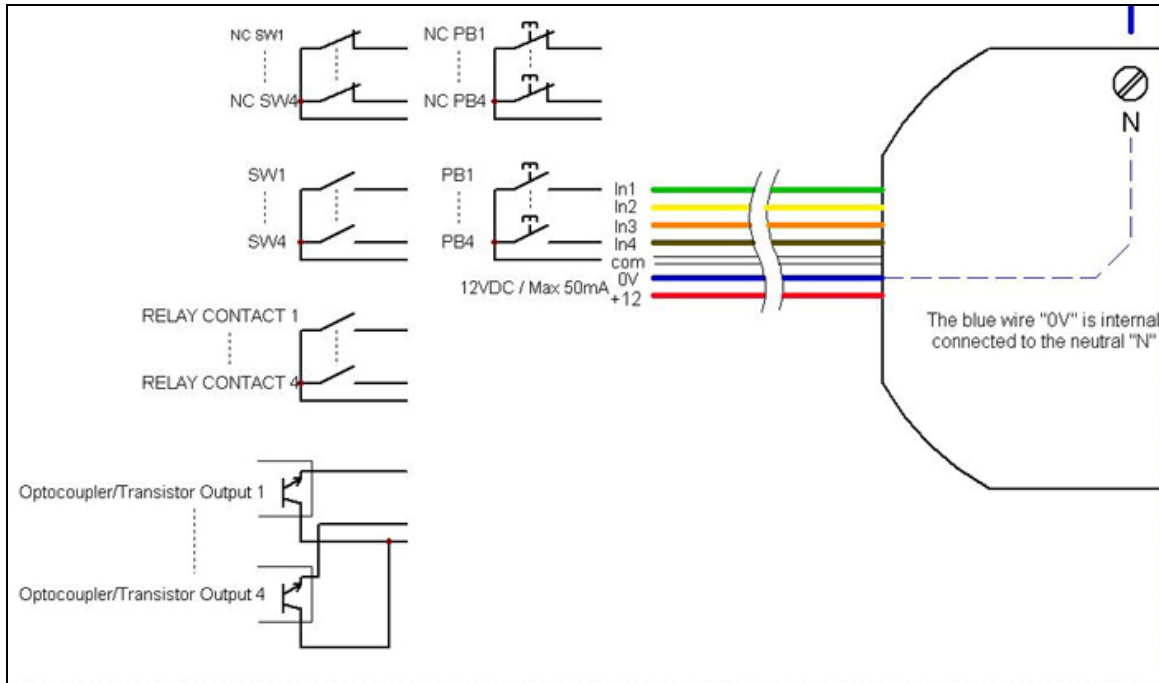 NC SW1
NC SW4
NC PB1
NC PB4
N
SW1
SW4
PB1
PB4
In1
In2
In3
In4
com
0V
12VDC / Max 50mA
+12
The blue wire "0V" is internal
connected to the neutral "N"
RELAY CONTACT 1
RELAY CONTACT 4
Optocoupler/Transistor Output 1
Optocoupler/Transistor Output 4